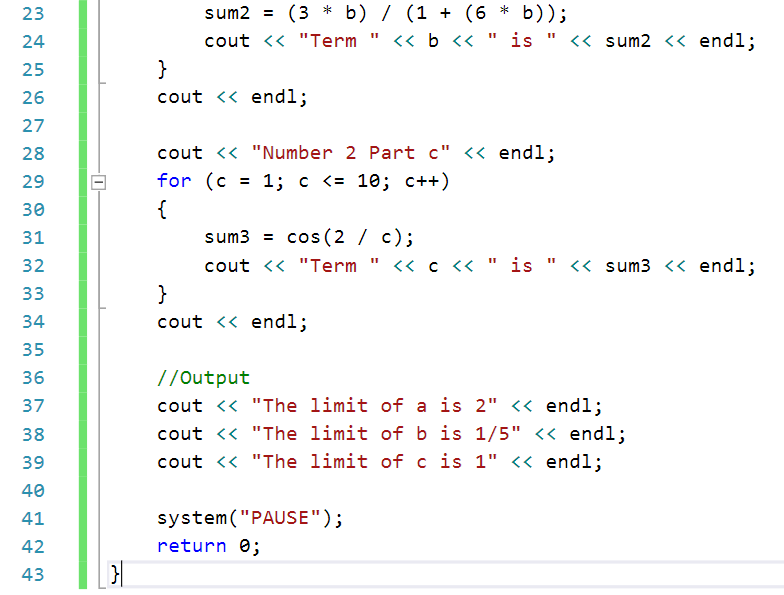 23 sum2 = (3 * b) / (1 + (6 * b));
24 cout << "Term " << b << " is " << sum2 << endl;
25 }
26 cout << endl;
27
28 cout << "Number 2 Part c" << endl;
29 for (c = 1; c <= 10; c++)
30 {
31 sum3 = cos(2 / c);
32 cout << "Term " << c << " is " << sum3 << endl;
33 }
34 cout << endl;
35
36 //Output
37 cout << "The limit of a is 2" << endl;
38 cout << "The limit of b is 1/5" << endl;
39 cout << "The limit of c is 1" << endl;
40
41 system("PAUSE");
42 return 0;
43 }